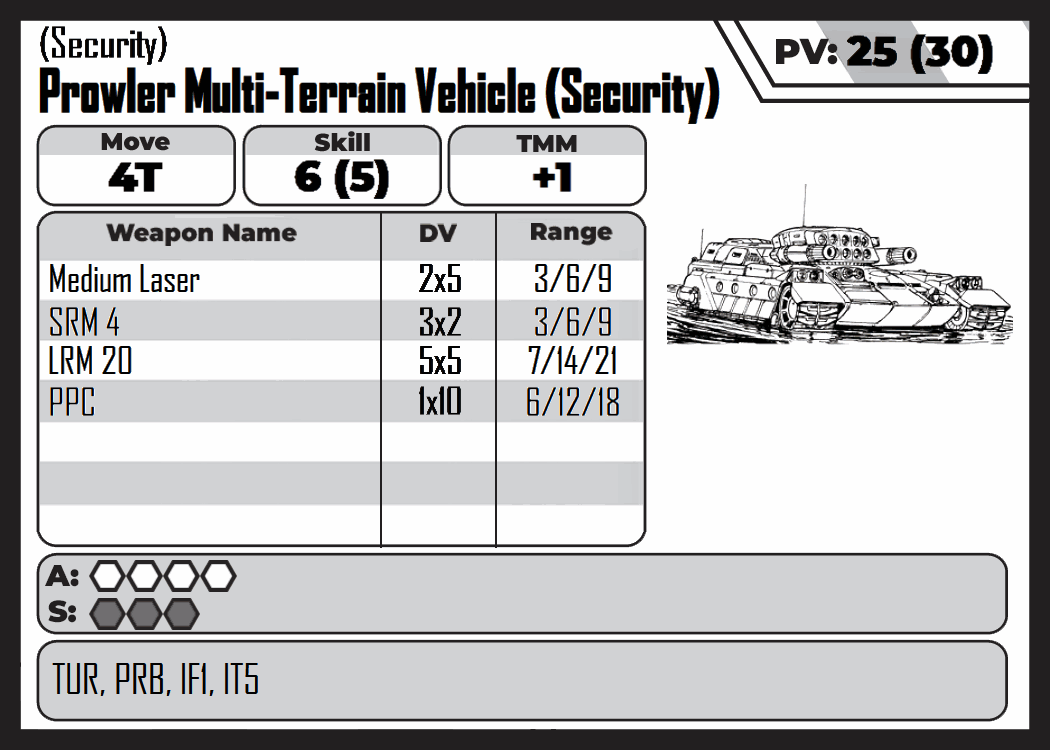 (Security)
Prowler Multi-Terrain Vehicle (Security)
PV: 25 (30)
Move Skill TMM
4T 6 (5) +1
Weapon Name DV Range
Medium Laser 2x5 3/6/9
SRM 4 3x2 3/6/9
LRM 20 5x5 7/14/21
PPC 1x10 6/12/18
A:
S:
TUR, PRB, IF1, IT5